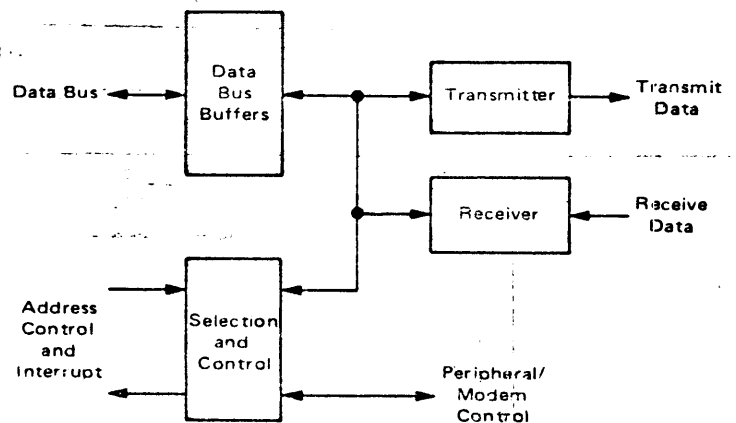 Data Bus
Data
Bus
Buffers
Transmitter
Transmit
Data
Receiver
Receive
Data
Address
Control
and
Interrupt
Selection
and
Control
Peripheral/
Modem
Control